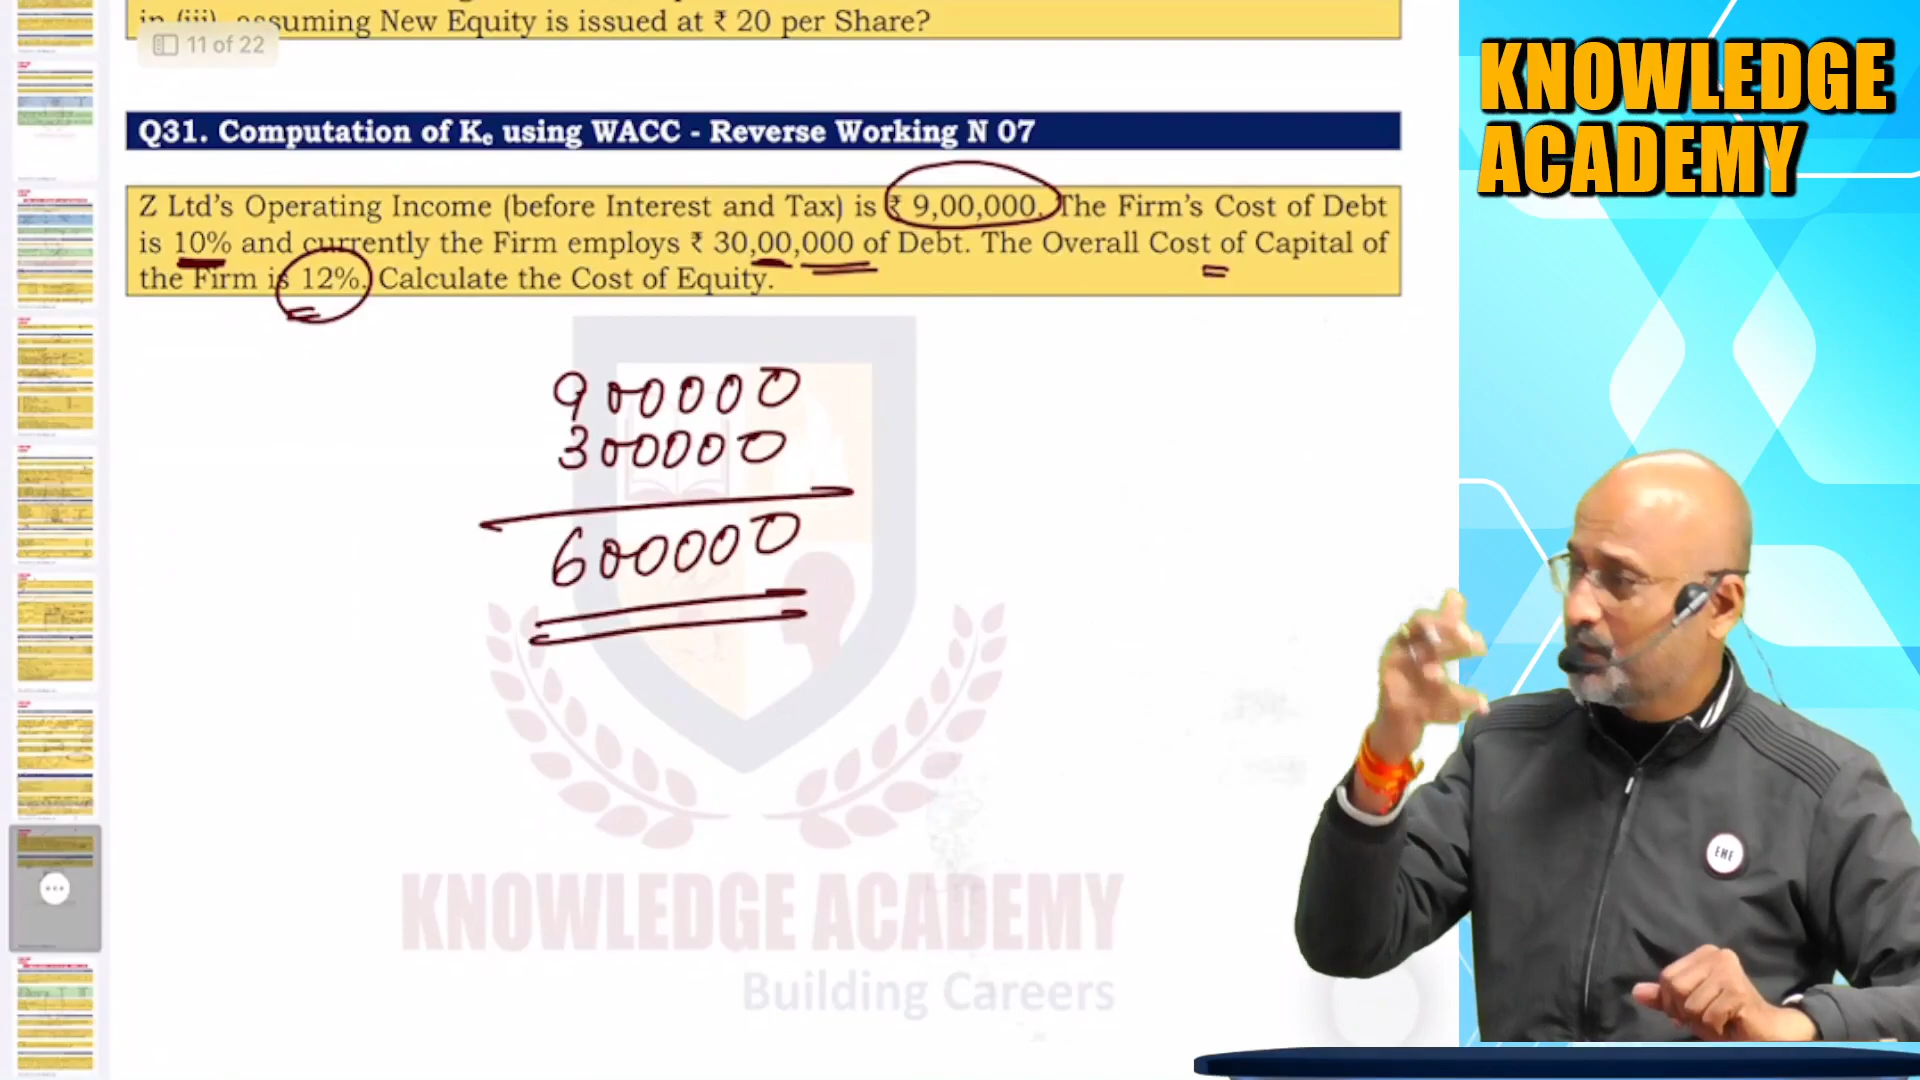 in (iii), assuming New Equity is issued at ₹ 20 per Share?
11 of 22
KNOWLEDGE
ACADEMY
Q31. Computation of Ke using WACC - Reverse Working N 07
Z Ltd's Operating Income (before Interest and Tax) is ₹ 9,00,000. The Firm's Cost of Debt
is 10% and currently the Firm employs ₹ 30,00,000 of Debt. The Overall Cost of Capital of
the Firm is 12%. Calculate the Cost of Equity.
900000
300000
600000
KNOWLEDGE ACADEMY
Building Careers
EHE